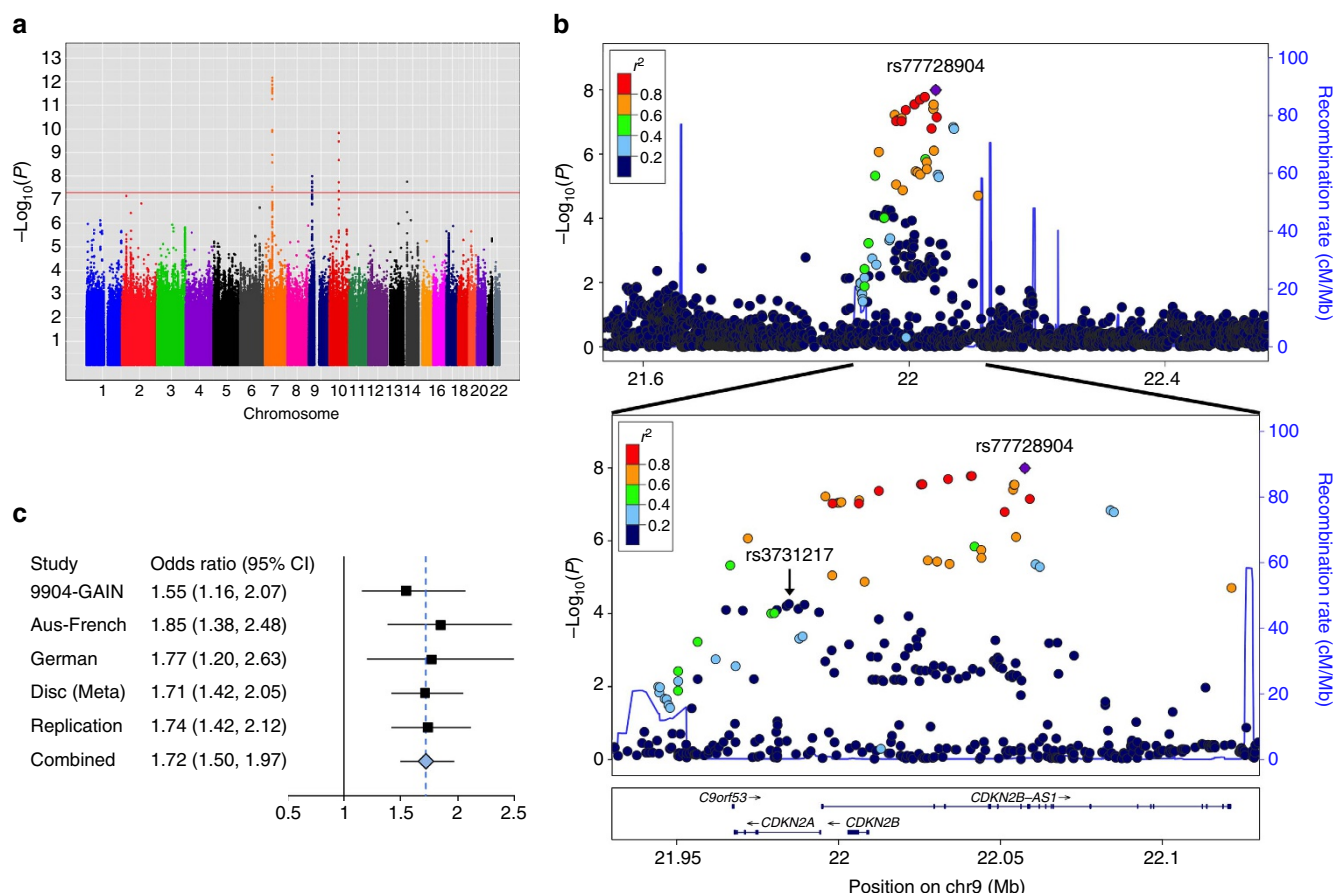 a
13
12
11
10
9
8
7
6
5
4
3
2
1
−Log10(P)
1 2 3 4 5 6 7 8 9 10 11 12 13 14 16 18 20 22
Chromosome
b
r2
0.8
0.6
0.4
0.2
rs77728904
8
6
4
2
0
−Log10(P)
100
80
60
40
20
0
Recombination rate (cM/Mb)
21.6 22 22.4
r2
0.8
0.6
0.4
0.2
rs77728904
rs3731217
8
6
4
2
0
−Log10(P)
100
80
60
40
20
0
Recombination rate (cM/Mb)
C9orf53 → CDKN2B–AS1→
←CDKN2A ← CDKN2B
21.95 22 22.05 22.1
Position on chr9 (Mb)
c
Study Odds ratio (95% CI)
9904-GAIN 1.55 (1.16, 2.07)
Aus-French 1.85 (1.38, 2.48)
German 1.77 (1.20, 2.63)
Disc (Meta) 1.71 (1.42, 2.05)
Replication 1.74 (1.42, 2.12)
Combined 1.72 (1.50, 1.97)
0.5 1 1.5 2 2.5